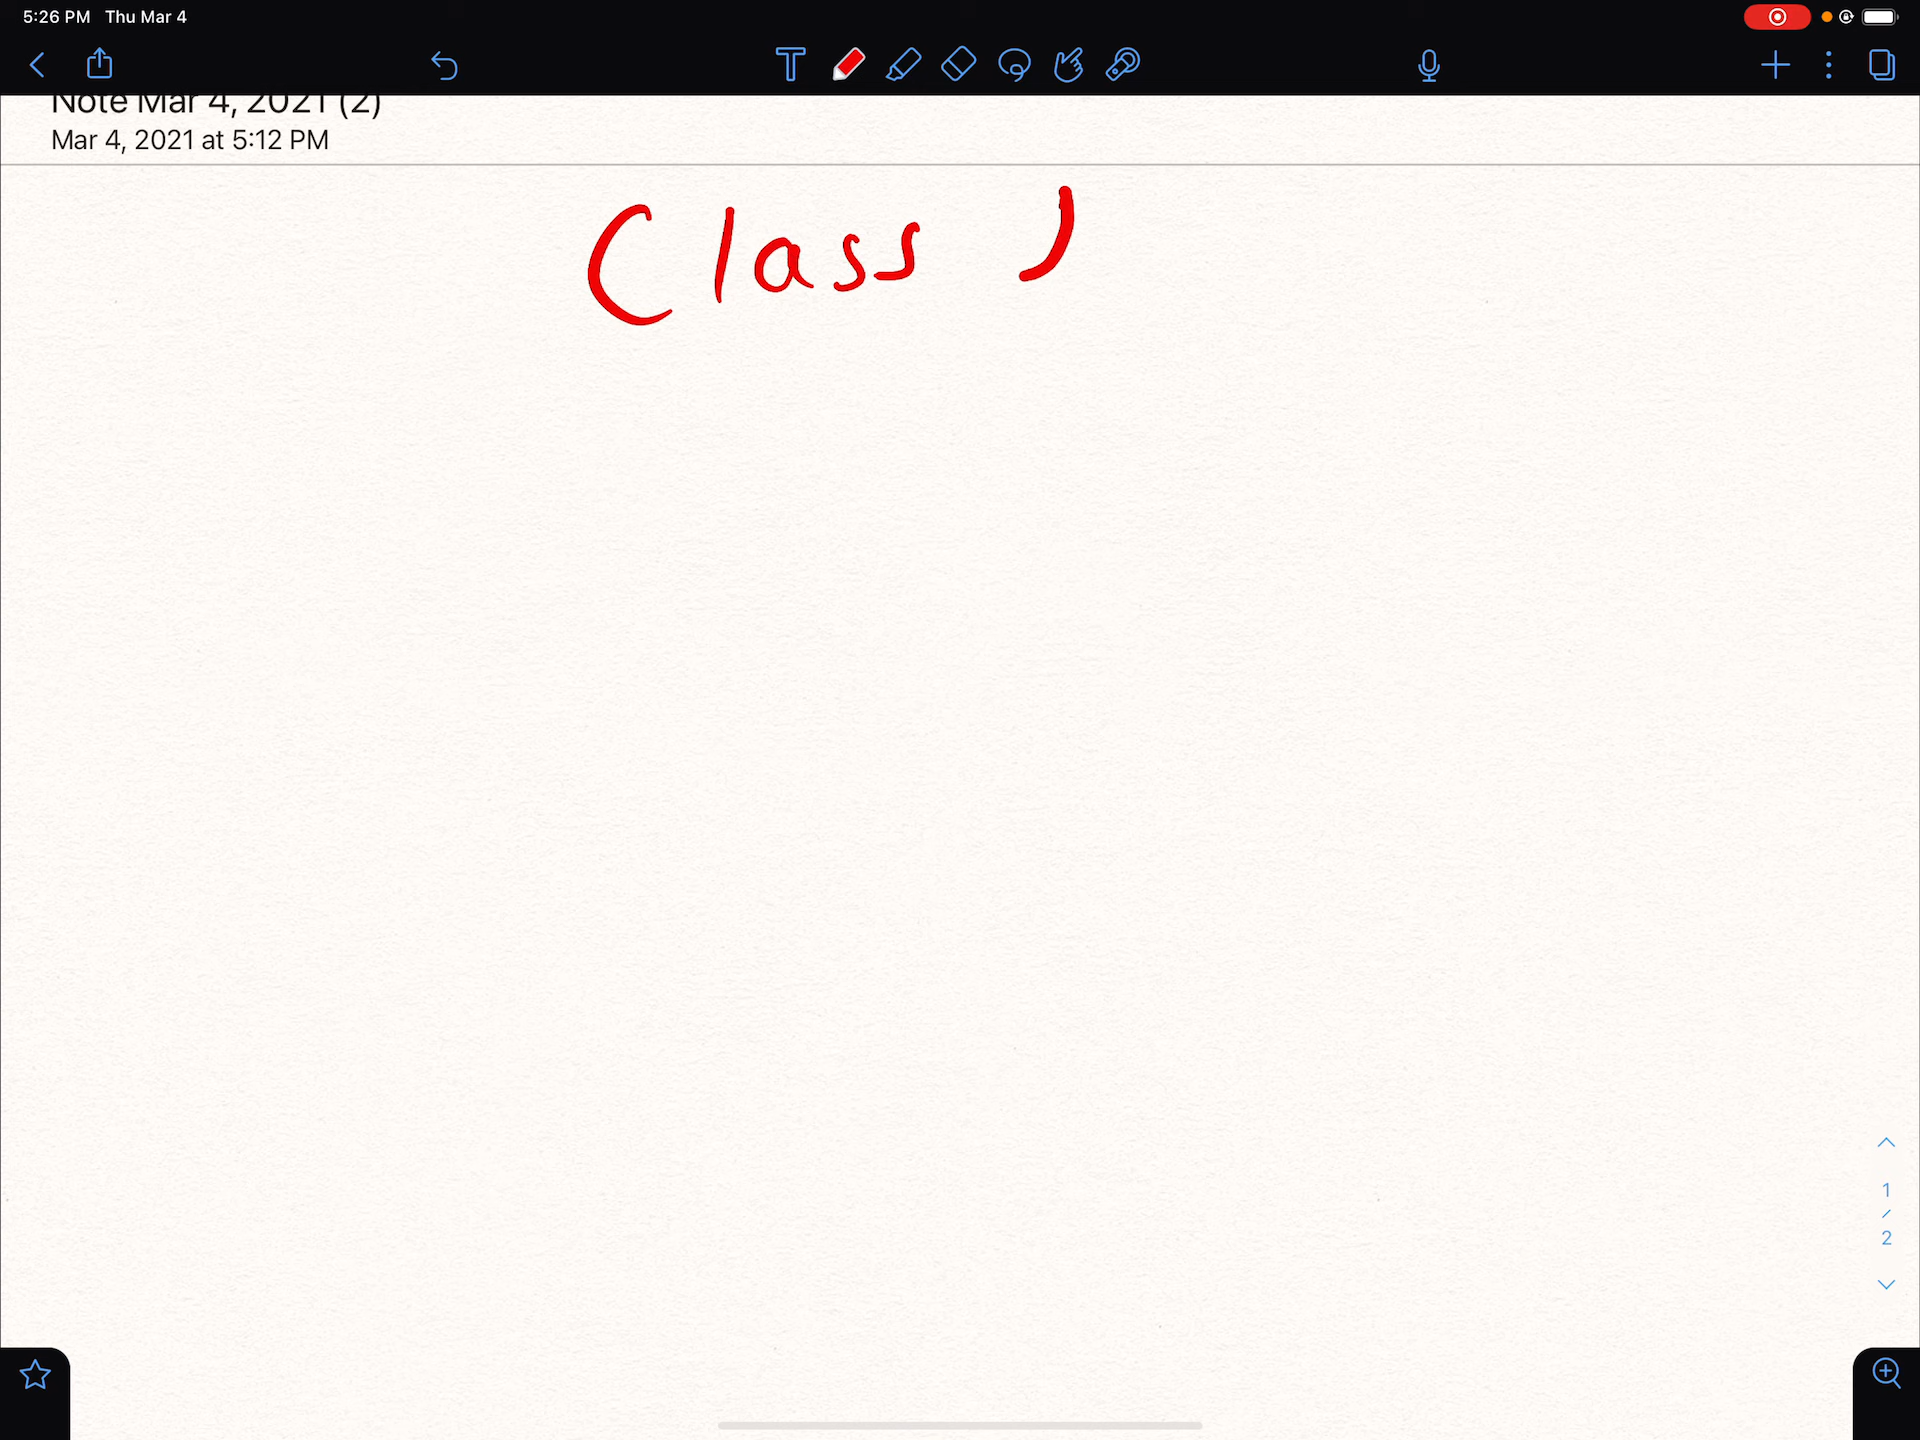 5:26 PM Thu Mar 4
Note Mar 4, 2021 (2)
Mar 4, 2021 at 5:12 PM
Class
1
/
2